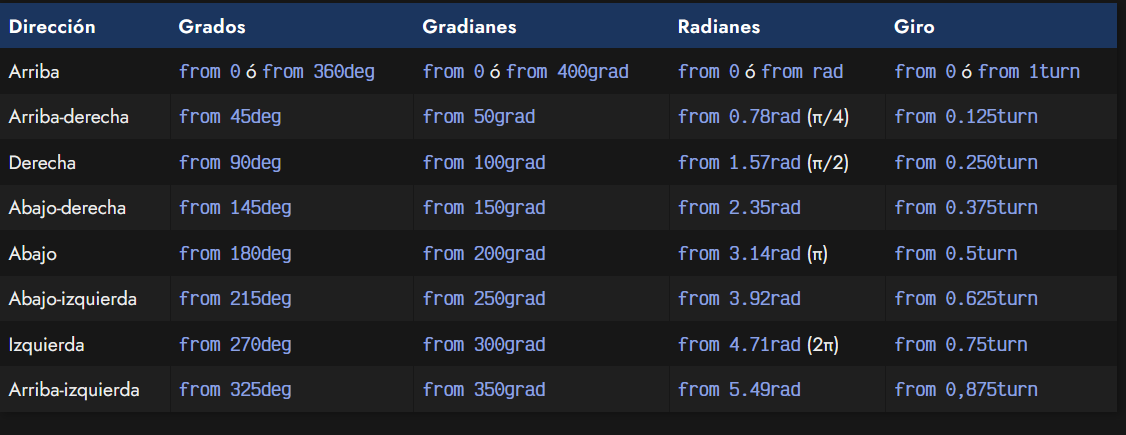 Dirección Grados Gradianes Radianes Giro
Arriba from 0 ó from 360deg from 0 ó from 400grad from 0 ó from rad from 0 ó from 1turn
Arriba-derecha from 45deg from 50grad from 0.78rad (π/4) from 0.125turn
Derecha from 90deg from 100grad from 1.57rad (π/2) from 0.250turn
Abajo-derecha from 145deg from 150grad from 2.35rad from 0.375turn
Abajo from 180deg from 200grad from 3.14rad (π) from 0.5turn
Abajo-izquierda from 215deg from 250grad from 3.92rad from 0.625turn
Izquierda from 270deg from 300grad from 4.71rad (2π) from 0.75turn
Arriba-izquierda from 325deg from 350grad from 5.49rad from 0,875turn